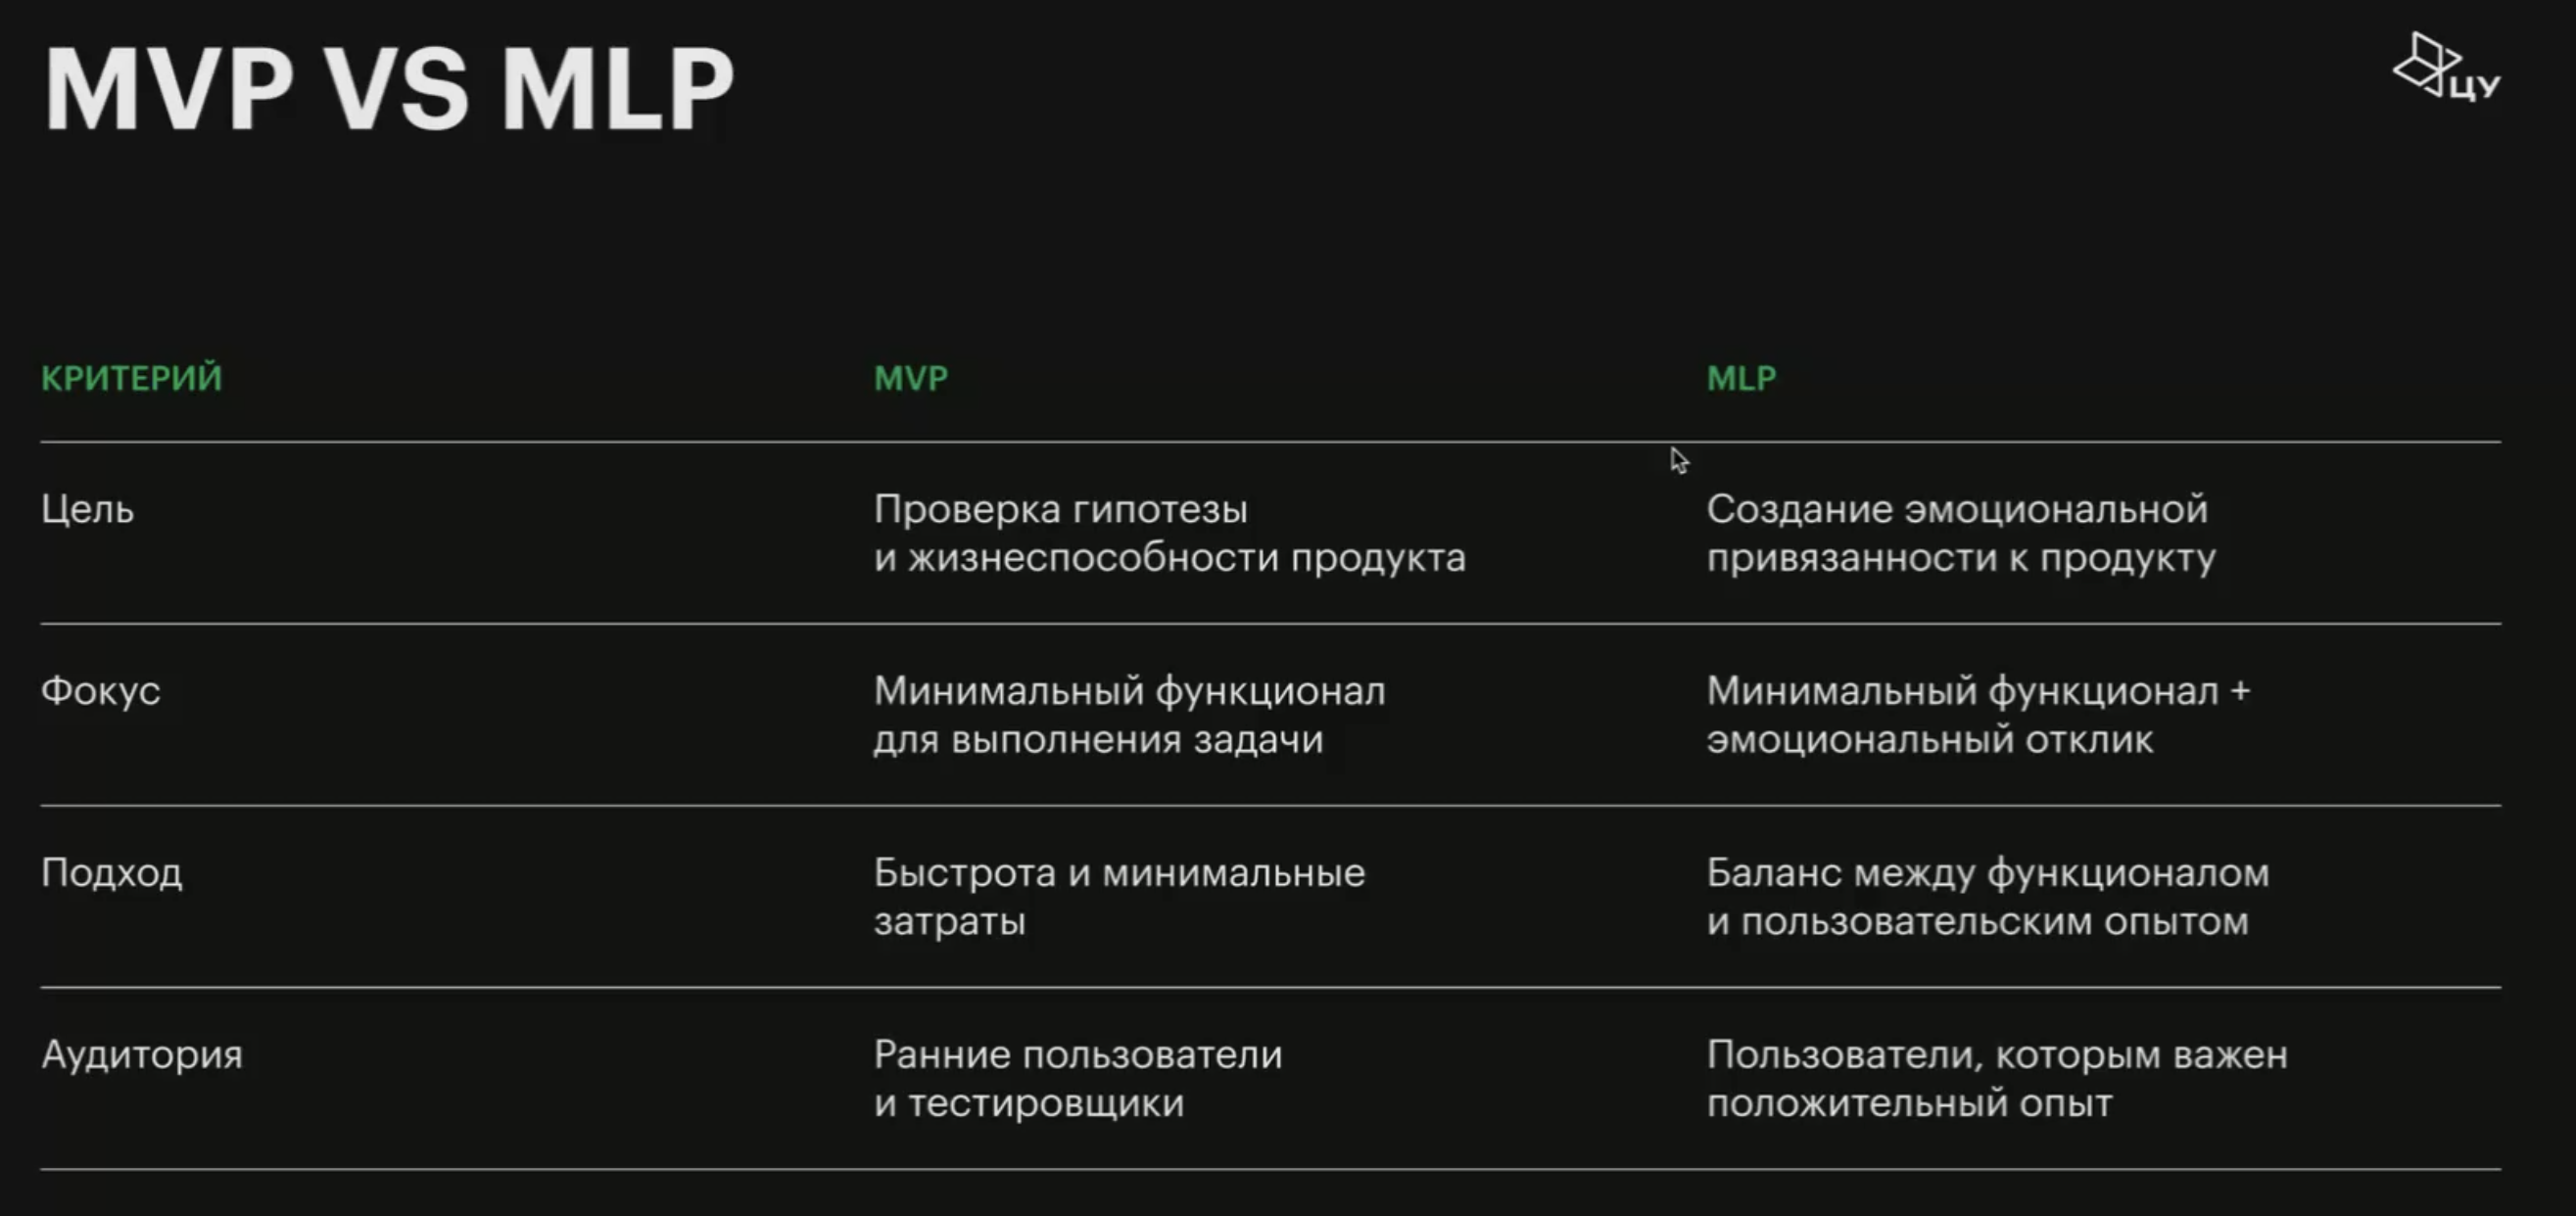 MVP VS MLP
ЦУ
КРИТЕРИЙ
MVP
MLP
Цель
Проверка гипотезы
и жизнеспособности продукта
Создание эмоциональной
привязанности к продукту
Фокус
Минимальный функционал
для выполнения задачи
Минимальный функционал +
эмоциональный отклик
Подход
Быстрота и минимальные
затраты
Баланс между функционалом
и пользовательским опытом
Аудитория
Ранние пользователи
и тестировщики
Пользователи, которым важен
положительный опыт